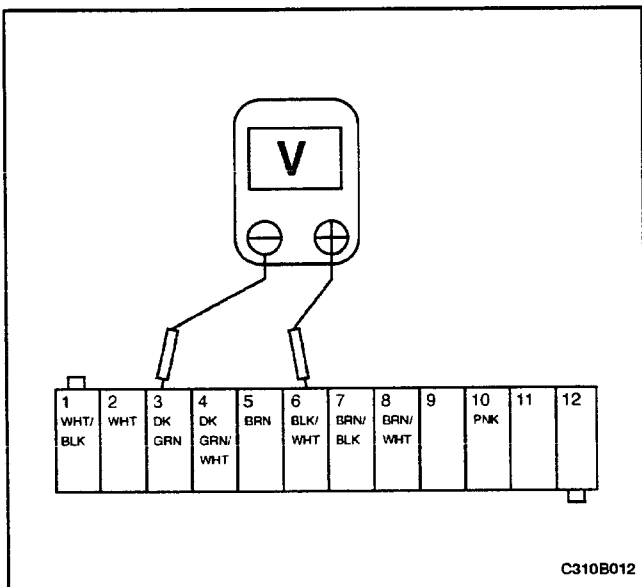 V
1 2 3 4 5 6 7 8 9 10 11 12
WHT/ WHT DK DK BRN BLK/ BRN/ BRN/ PNK
BLK GRN GRN/ WHT BLK WHT
WHT
C310B012